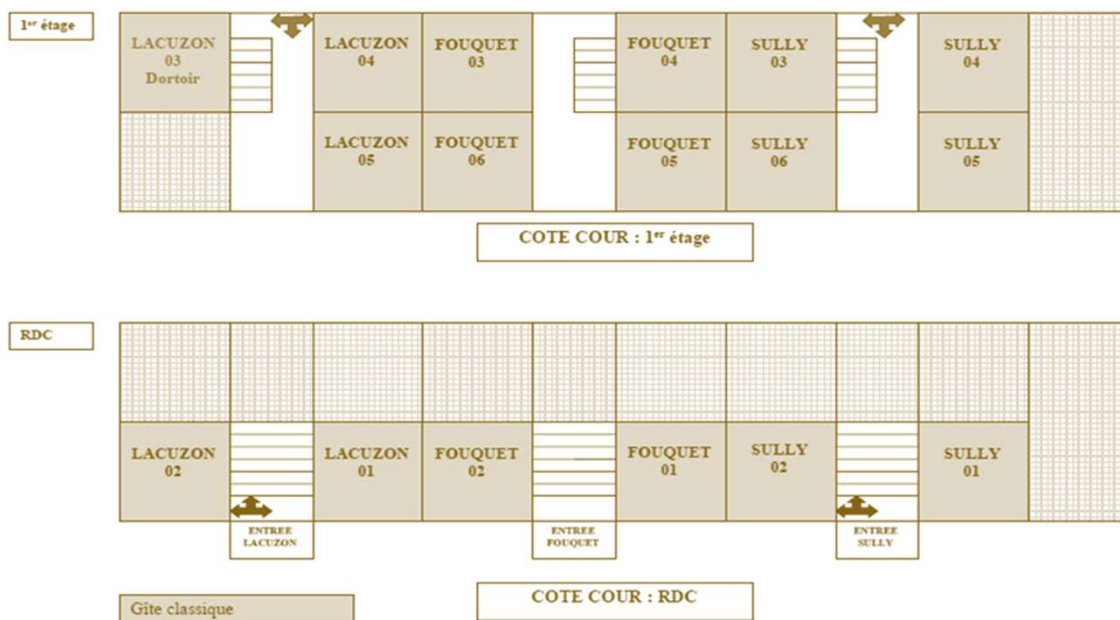 1er étage
LACUZON
03
Dortoir
LACUZON
04
FOUQUET
03
FOUQUET
04
SULLY
03
SULLY
04
LACUZON
05
FOUQUET
06
FOUQUET
05
SULLY
06
SULLY
05
COTE COUR : 1er étage
RDC
LACUZON
02
LACUZON
01
FOUQUET
02
FOUQUET
01
SULLY
02
SULLY
01
ENTREE
LACUZON
ENTREE
FOUQUET
ENTREE
SULLY
COTE COUR : RDC
Gîte classique